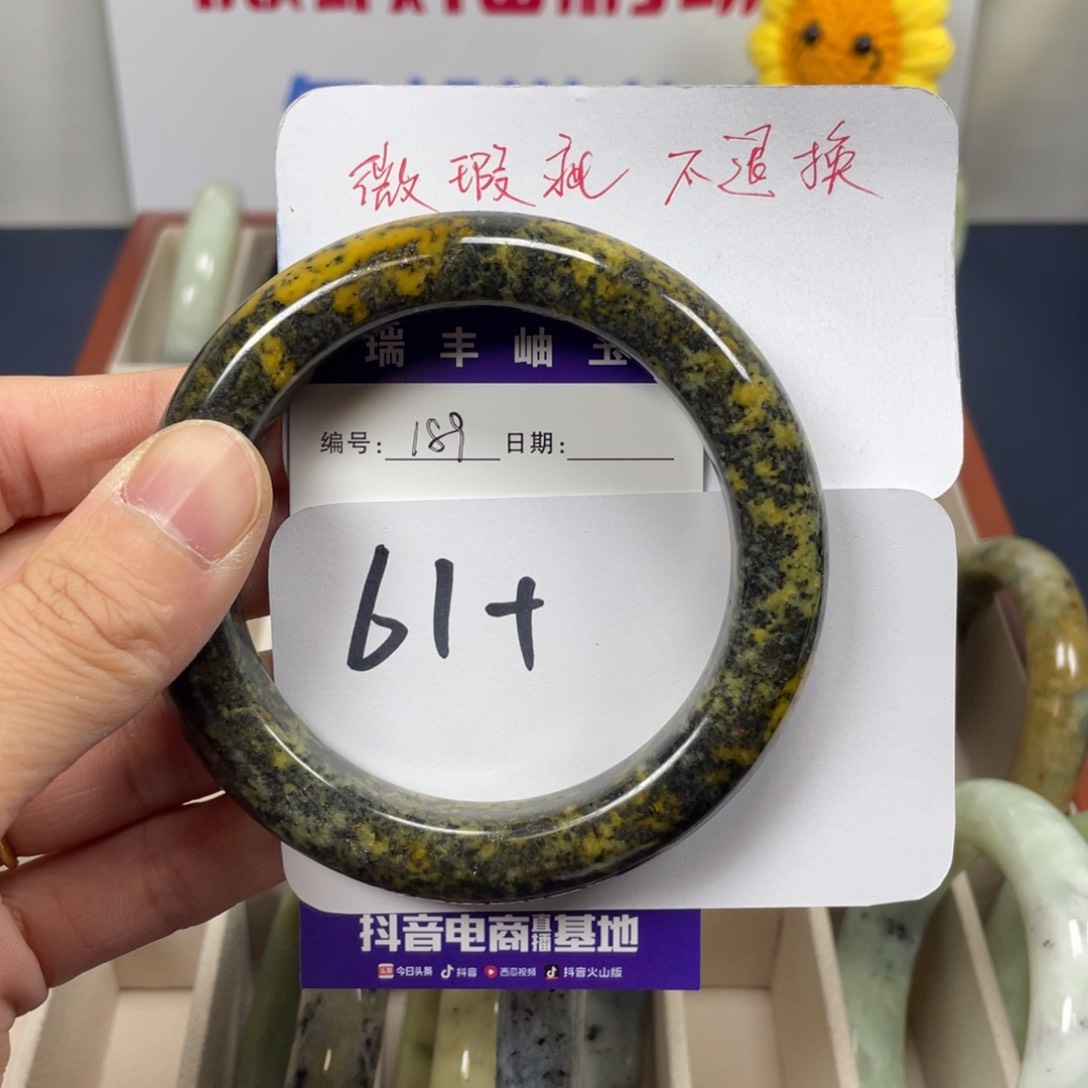 微瑕疵 不退换
瑞丰岫玉
编号: 189 日期:
61+
抖音电商直播基地
头条 今日头条 抖音 西瓜视频 抖音火山版